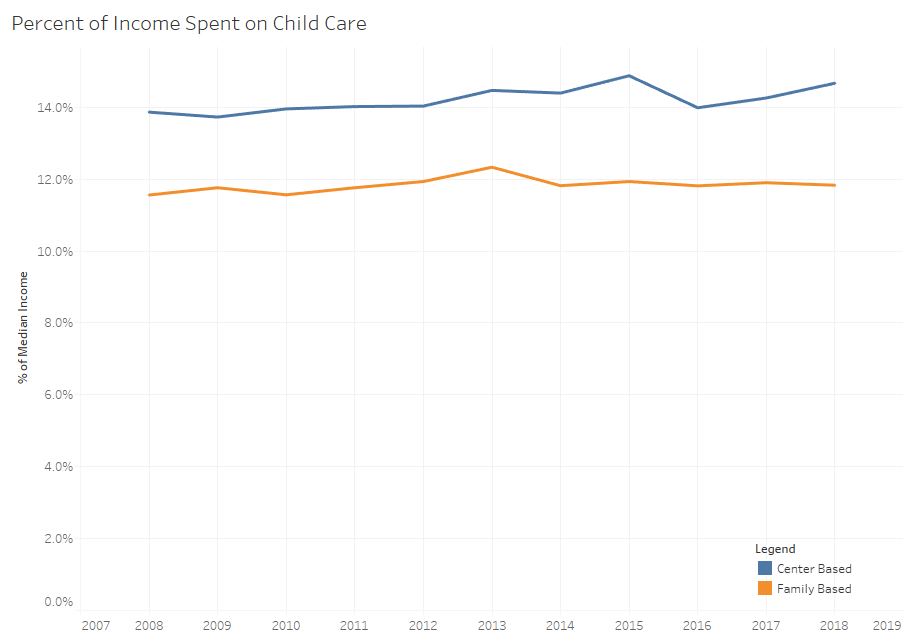 Percent of Income Spent on Child Care
14.0%
12.0%
10.0%
8.0%
6.0%
4.0%
2.0%
0.0%
% of Median Income
Legend
Center Based
Family Based
2007 2008 2009 2010 2011 2012 2013 2014 2015 2016 2017 2018 2019